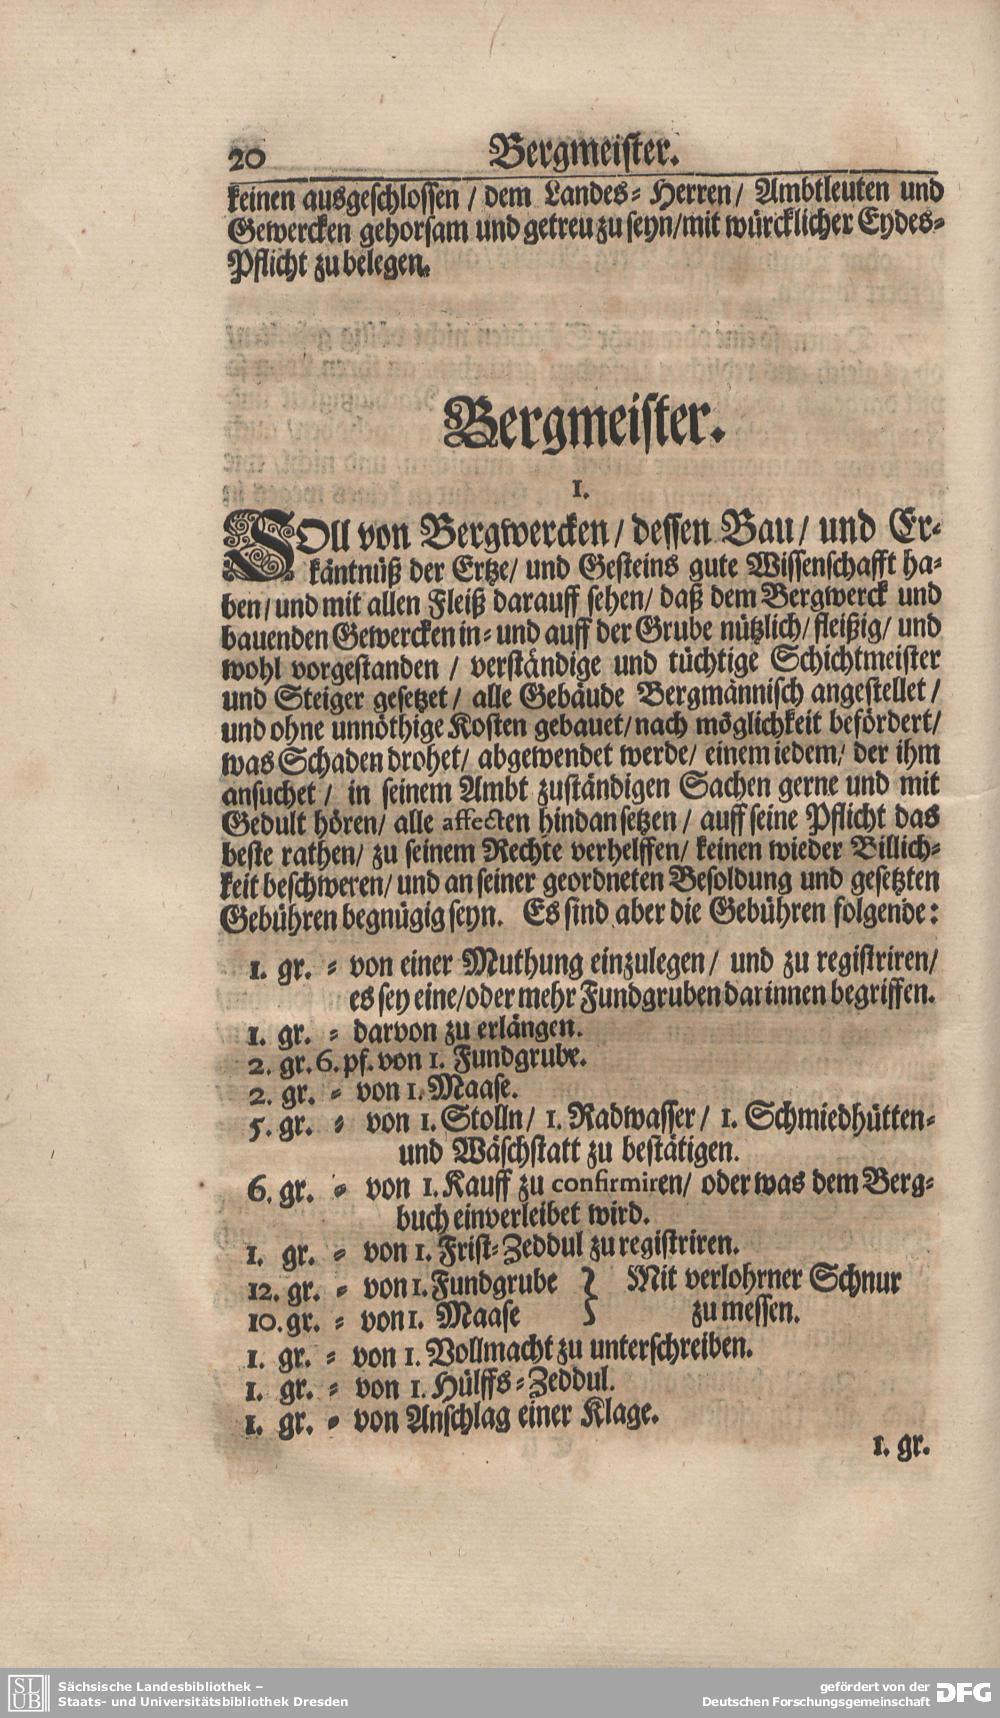 20 Bergmeister.
keinen ausgeschlossen / dem Landes= Herren / Ambtleuten und
Gewercken gehorsam und getreu zu seyn / mit würcklicher Eydes=
Pflicht zu belegen.
Bergmeister.
1.
SOll von Bergwercken / dessen Bau / und Er=
käntnüß der Ertze / und Gesteins gute Wissenschafft ha=
ben / und mit allen Fleiß darauff sehen / daß dem Bergwerck und
bauenden Gewercken in= und auff der Grube nützlich / fleißig / und
wohl vorgestanden / verständige und tüchtige Schichtmeister
und Steiger gesetzet / alle Gebäude Bergmännisch angestellet /
und ohne unnöthige Kosten gebauet / nach möglichkeit befördert /
was Schaden drohet / abgewendet werde / einem iedem / der ihm
ansuchet / in seinem Ambt zuständigen Sachen gerne und mit
Gedult hören / alle affecten hindansetzen / auff seine Pflicht das
beste rathen / zu seinem Rechte verhelffen / keinen wieder Billich=
keit beschweren / und an seiner geordneten Besoldung und gesetzten
Gebühren begnügig seyn. Es sind aber die Gebühren folgende:
1. gr. = von einer Muthung einzulegen / und zu registriren /
es sey eine / oder mehr Fundgruben darinnen begriffen.
1. gr. = darvon zu erlängen.
2. gr. 6. pf. von 1. Fundgrube.
2. gr. = von 1. Maase.
5. gr. = von 1. Stolln / 1. Radwasser / 1. Schmiedhütten=
und Wäschstatt zu bestätigen.
6. gr. = von 1. Kauff zu confirmiren / oder was dem Berg=
buch einverleibet wird.
1. gr. = von 1. Frist=Zeddul zu registriren.
12. gr. = von 1. Fundgrube } Mit verlohrner Schnur
10. gr. = von 1. Maase } zu messen.
1. gr. = von 1. Vollmacht zu unterschreiben.
1. gr. = von 1. Hülffs=Zeddul.
1. gr. = von Anschlag einer Klage.
1. gr.
SLUB Sächsische Landesbibliothek –
Staats- und Universitätsbibliothek Dresden
gefördert von der
Deutschen Forschungsgemeinschaft DFG